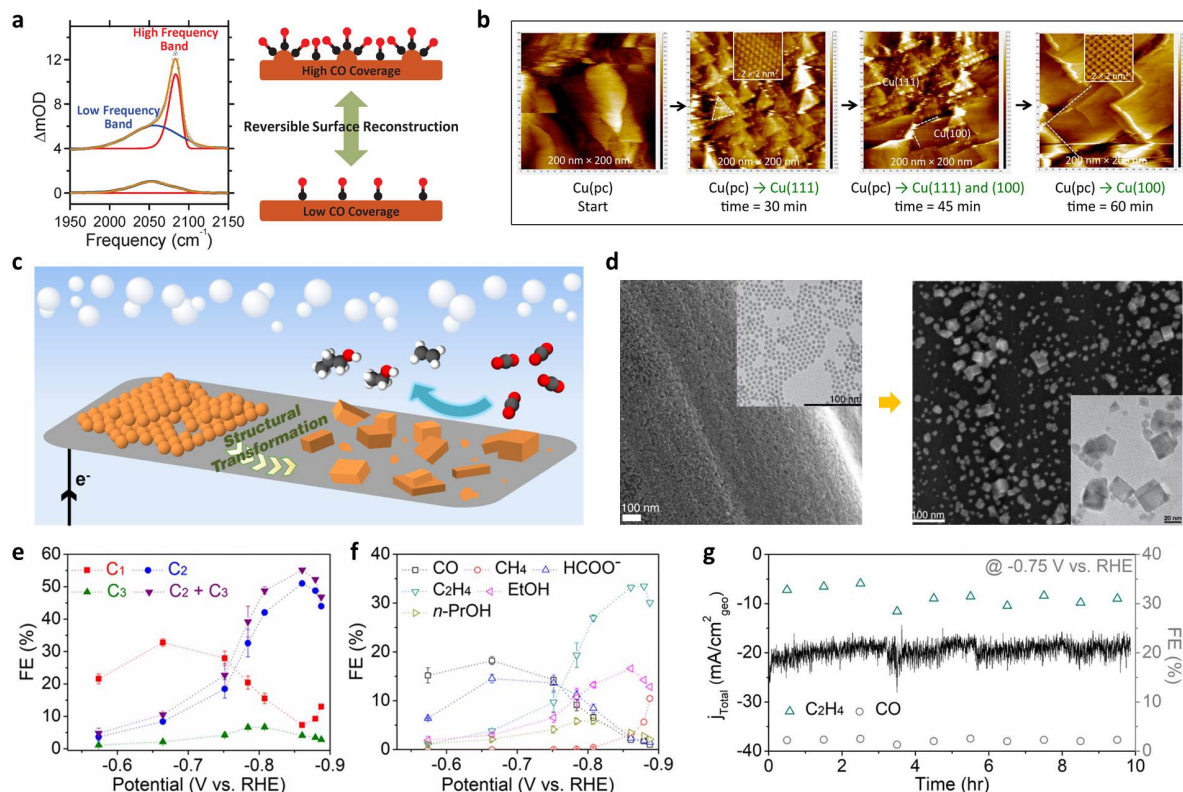 a
High Frequency
Band
Low Frequency
Band
ΔmOD
12
8
4
0
1950 2000 2050 2100 2150
Frequency (cm⁻¹)
High CO Coverage
Reversible Surface Reconstruction
Low CO Coverage
b
200 nm × 200 nm
Cu(pc)
Start
2 × 2 nm²
200 nm × 200 nm
Cu(pc) → Cu(111)
time = 30 min
Cu(111)
Cu(100)
200 nm × 200 nm
Cu(pc) → Cu(111) and (100)
time = 45 min
2 × 2 nm²
200 nm × 200 nm
Cu(pc) → Cu(100)
time = 60 min
c
Structural
Transformation
e⁻
d
100 nm
100 nm
100 nm
20 nm
e
C₁ C₂
C₃ C₂ + C₃
FE (%)
60
50
40
30
20
10
0
-0.6 -0.7 -0.8 -0.9
Potential (V vs. RHE)
f
CO CH₄ HCOO⁻
C₂H₄ EtOH
n-PrOH
FE (%)
40
30
20
10
0
-0.6 -0.7 -0.8 -0.9
Potential (V vs. RHE)
g
@ -0.75 V vs. RHE
j_Total (mA/cm²_geo)
0
-10
-20
-30
-40
C₂H₄ CO
0 2 4 6 8 10
Time (hr)
40
30
20
10
0
FE (%)